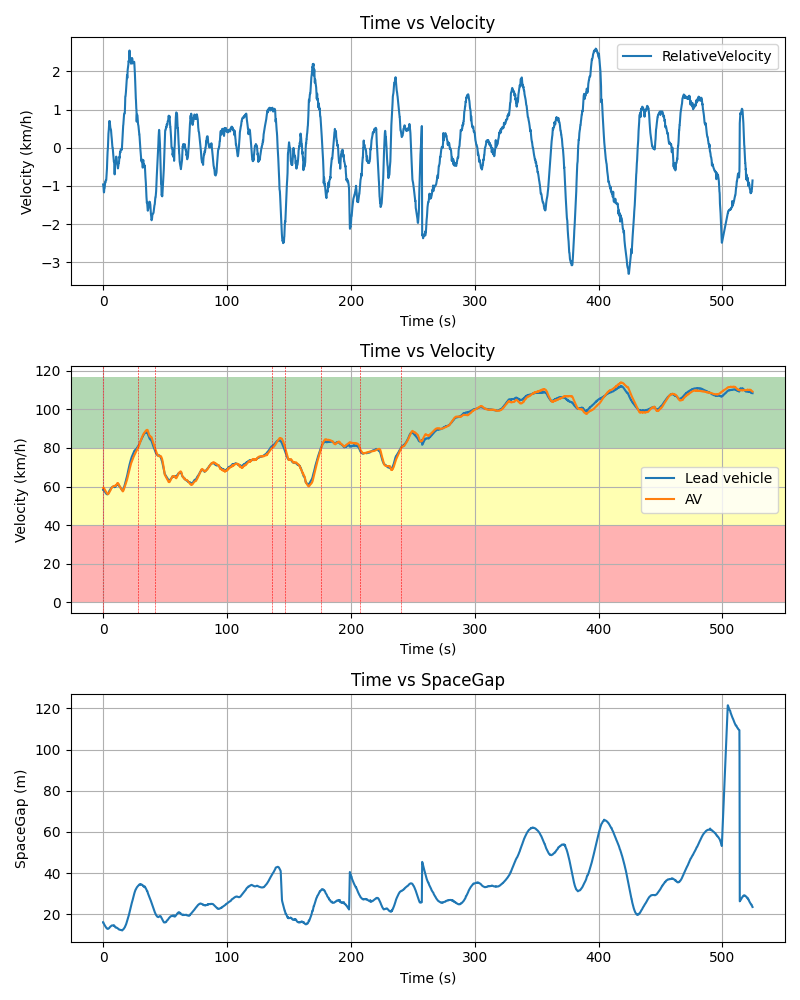 Time vs Velocity
Velocity (km/h)
2
1
0
−1
−2
−3
RelativeVelocity
0 100 200 300 400 500
Time (s)
Time vs Velocity
Velocity (km/h)
120
100
80
60
40
20
0
Lead vehicle
AV
0 100 200 300 400 500
Time (s)
Time vs SpaceGap
SpaceGap (m)
120
100
80
60
40
20
0 100 200 300 400 500
Time (s)